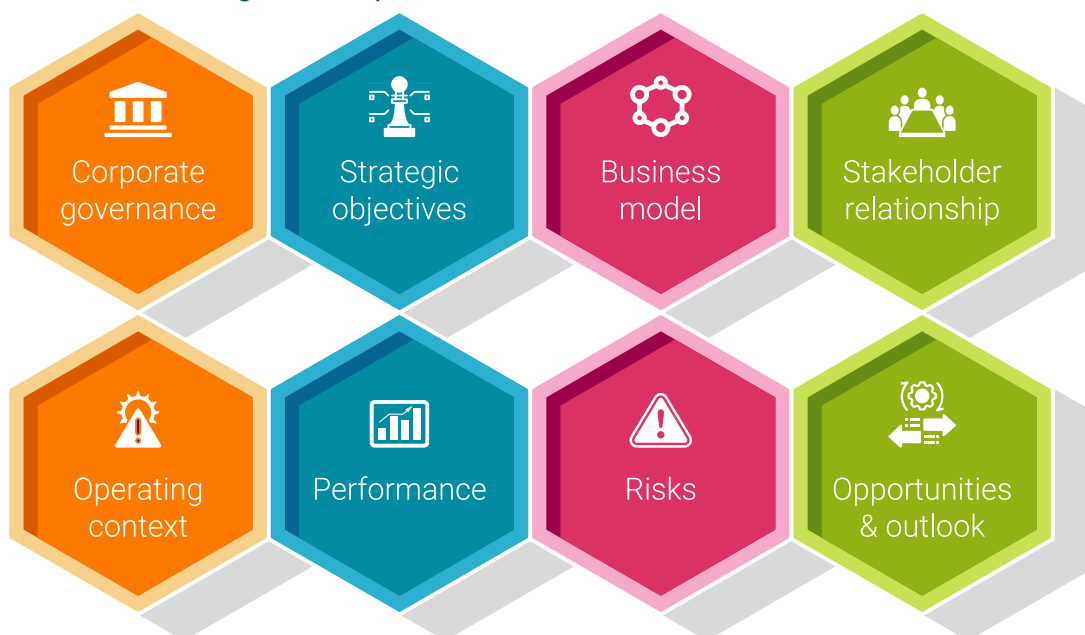 Corporate
governance
Strategic
objectives
Business
model
Stakeholder
relationship
Operating
context
Performance
Risks
Opportunities
& outlook